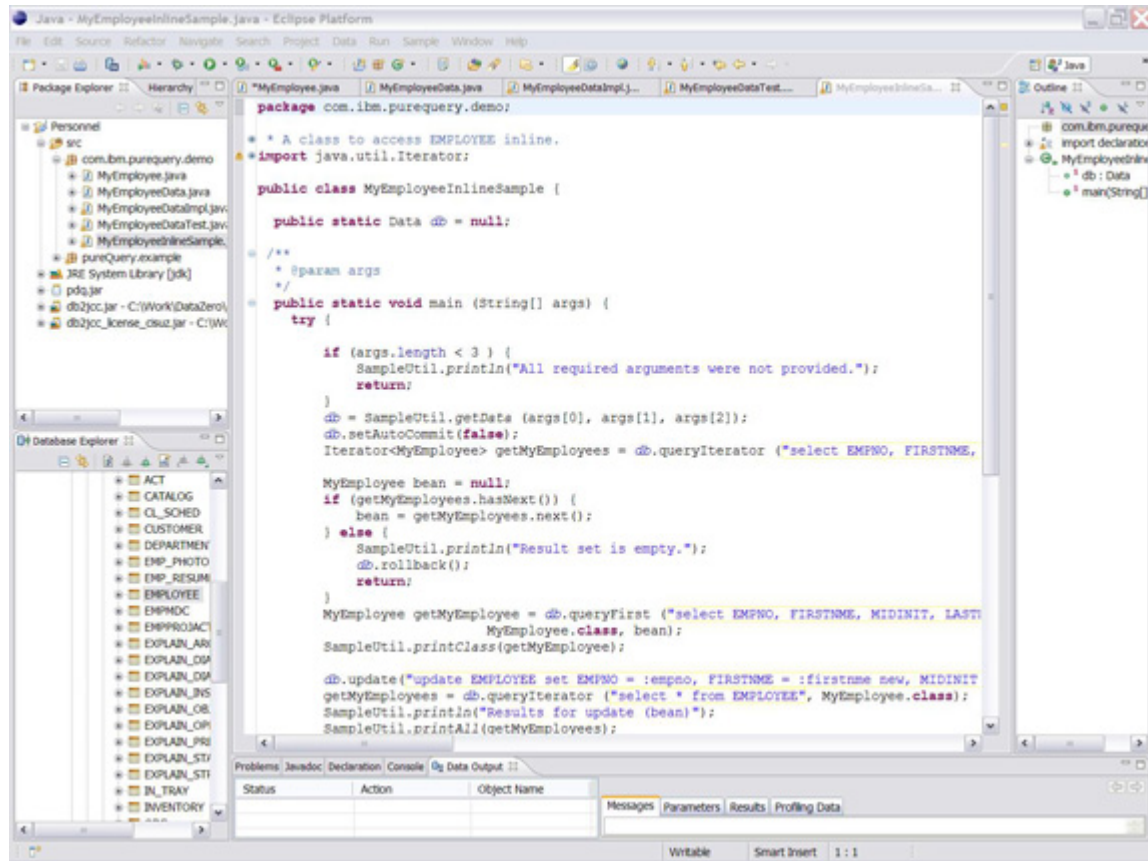 Java - MyEmployeeInlineSample.java - Eclipse Platform
File Edit Source Refactor Navigate Search Project Data Run Sample Window Help
Java
Package Explorer Hierarchy
Personnel
src
com.ibm.purequery.demo
MyEmployee.java
MyEmployeeData.java
MyEmployeeDataImpl.jav
MyEmployeeDataTest.jav
MyEmployeeInlineSample.
pureQuery.example
JRE System Library [jdk]
pdq.jar
db2jcc.jar - C:\Work\DataZero\
db2jcc_license_cisuz.jar - C:\Wo
Database Explorer
ACT
CATALOG
CL_SCHED
CUSTOMER
DEPARTMEN
EMP_PHOTO
EMP_RESUM
EMPLOYEE
EMPMDC
EMPPROJACT
EXPLAIN_AR
EXPLAIN_DIA
EXPLAIN_DIA
EXPLAIN_INS
EXPLAIN_OB
EXPLAIN_OP
EXPLAIN_PRE
EXPLAIN_STA
EXPLAIN_STR
IN_TRAY
INVENTORY
*MyEmployee.java MyEmployeeData.java MyEmployeeDataImpl.j... MyEmployeeDataTest.... MyEmployeeInlineSa...
package com.ibm.purequery.demo;
* A class to access EMPLOYEE inline.
import java.util.Iterator;
public class MyEmployeeInlineSample {
public static Data db = null;
/**
* @param args
*/
public static void main (String[] args) {
try {
if (args.length < 3 ) {
SampleUtil.println("All required arguments were not provided.");
return;
}
db = SampleUtil.getData (args[0], args[1], args[2]);
db.setAutoCommit(false);
Iterator<MyEmployee> getMyEmployees = db.queryIterator ("select EMPNO, FIRSTNME,
MyEmployee bean = null;
if (getMyEmployees.hasNext()) {
bean = getMyEmployees.next();
} else {
SampleUtil.println("Result set is empty.");
db.rollback();
return;
}
MyEmployee getMyEmployee = db.queryFirst ("select EMPNO, FIRSTNME, MIDINIT, LAST
MyEmployee.class, bean);
SampleUtil.printClass(getMyEmployee);
db.update("update EMPLOYEE set EMPNO = :empno, FIRSTNME = :firstnme new, MIDINIT
getMyEmployees = db.queryIterator ("select * from EMPLOYEE", MyEmployee.class);
SampleUtil.println("Results for update (bean)");
SampleUtil.printAll(getMyEmployees);
Outline
com.ibm.pureque
import declaration
MyEmployeeInline
db : Data
main(String[]
Problems Javadoc Declaration Console Data Output
Status Action Object Name
Messages Parameters Results Profiling Data
Writable Smart Insert 1 : 1